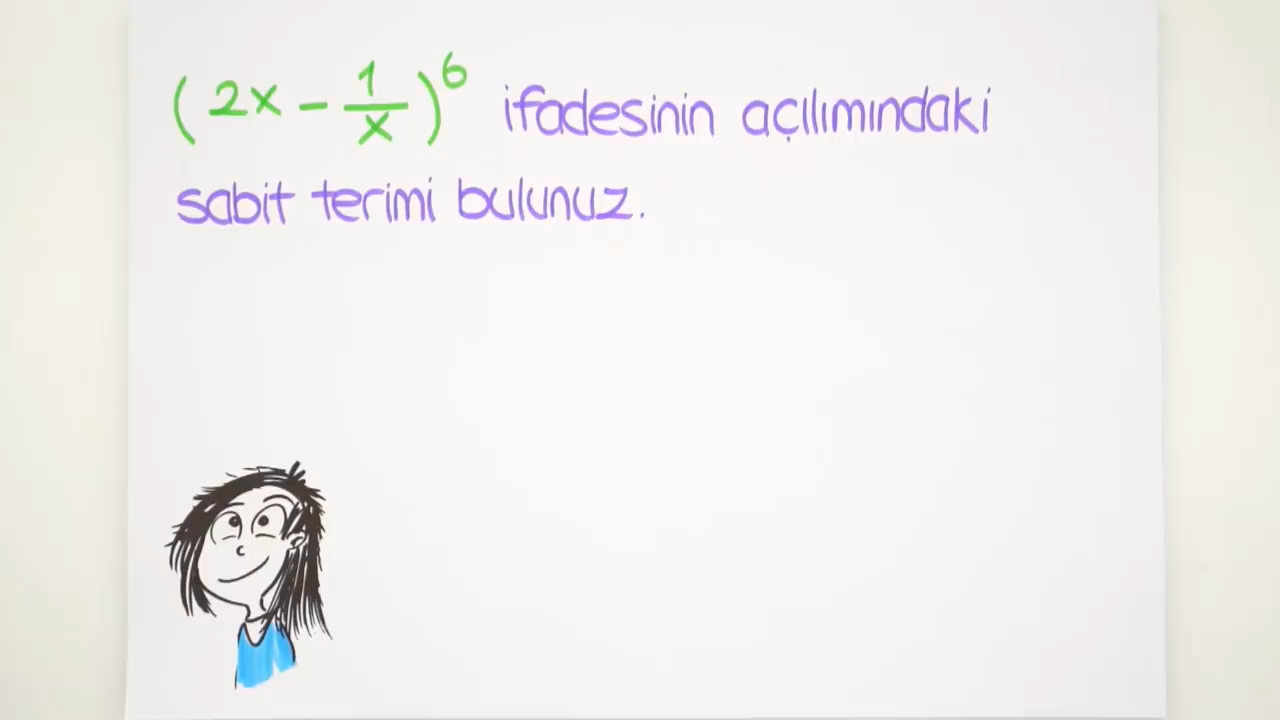 (2x - 1/x)^6 ifadesinin açılımındaki
sabit terimi bulunuz.